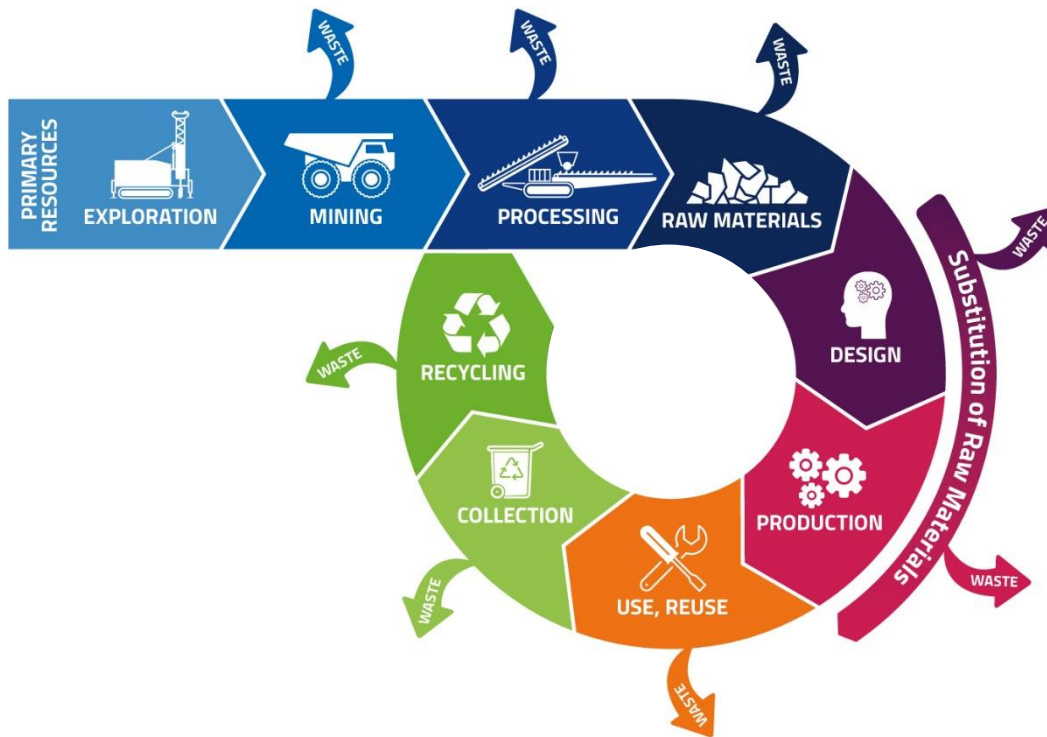 WASTE
WASTE
WASTE
PRIMARY
RESOURCES
EXPLORATION
MINING
PROCESSING
RAW MATERIALS
WASTE
Substitution of Raw Materials
DESIGN
PRODUCTION
WASTE
USE, REUSE
WASTE
COLLECTION
WASTE
RECYCLING
WASTE